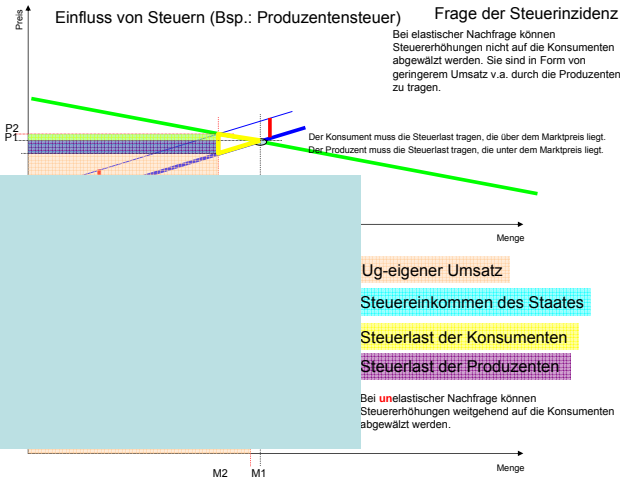 Einfluss von Steuern (Bsp.: Produzentensteuer)
Frage der Steuerinzidenz
Preis
Bei elastischer Nachfrage können
Steuererhöhungen nicht auf die Konsumenten
abgewälzt werden. Sie sind in Form von
geringerem Umsatz v.a. durch die Produzenten
zu tragen.
P2
P1
Der Konsument muss die Steuerlast tragen, die über dem Marktpreis liegt.
Der Produzent muss die Steuerlast tragen, die unter dem Marktpreis liegt.
Menge
Ug-eigener Umsatz
Steuereinkommen des Staates
Steuerlast der Konsumenten
Steuerlast der Produzenten
Bei unelastischer Nachfrage können
Steuererhöhungen weitgehend auf die Konsumenten
abgewälzt werden.
M2 M1
Menge